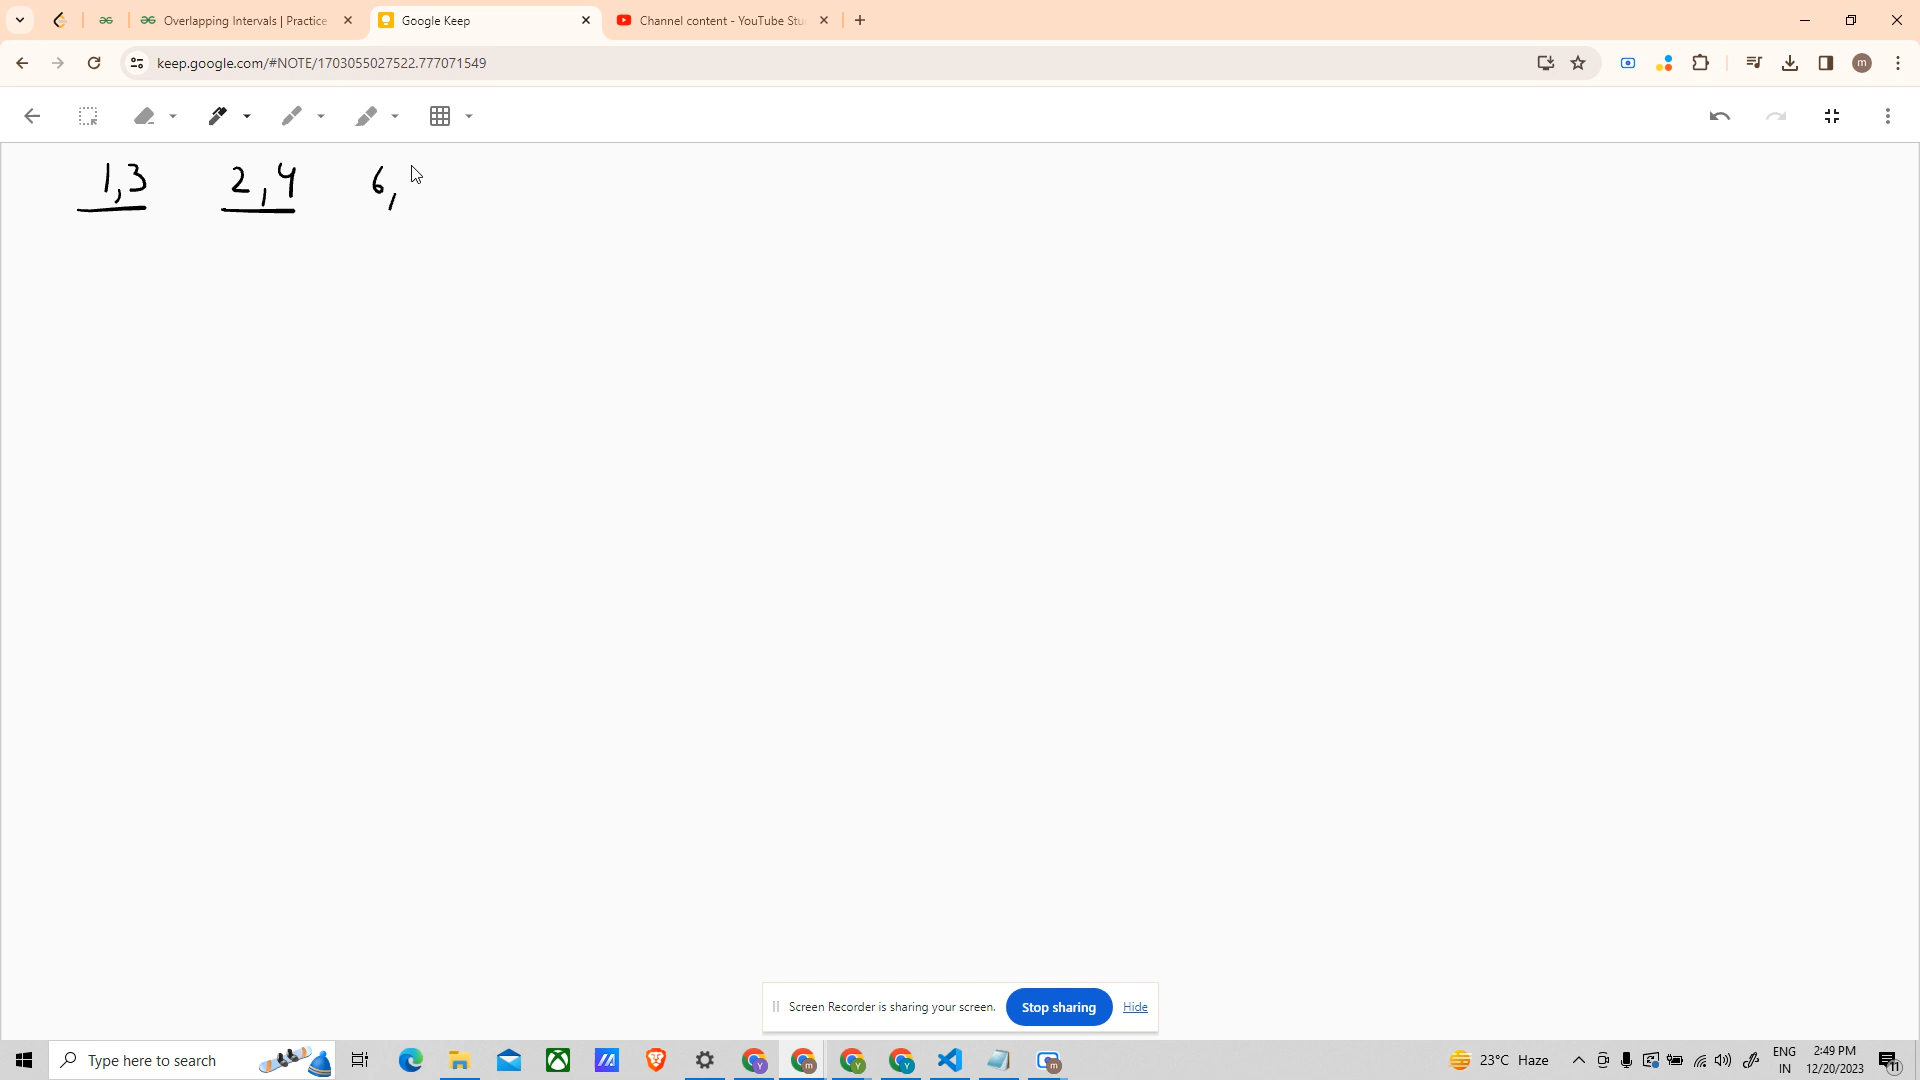 Overlapping Intervals | Practice
Google Keep
Channel content - YouTube Stu
keep.google.com/#NOTE/1703055027522.777071549
m
1,3 2,4 6,
Screen Recorder is sharing your screen. Stop sharing Hide
Type here to search
23°C Haze
ENG
IN
2:49 PM
12/20/2023
11